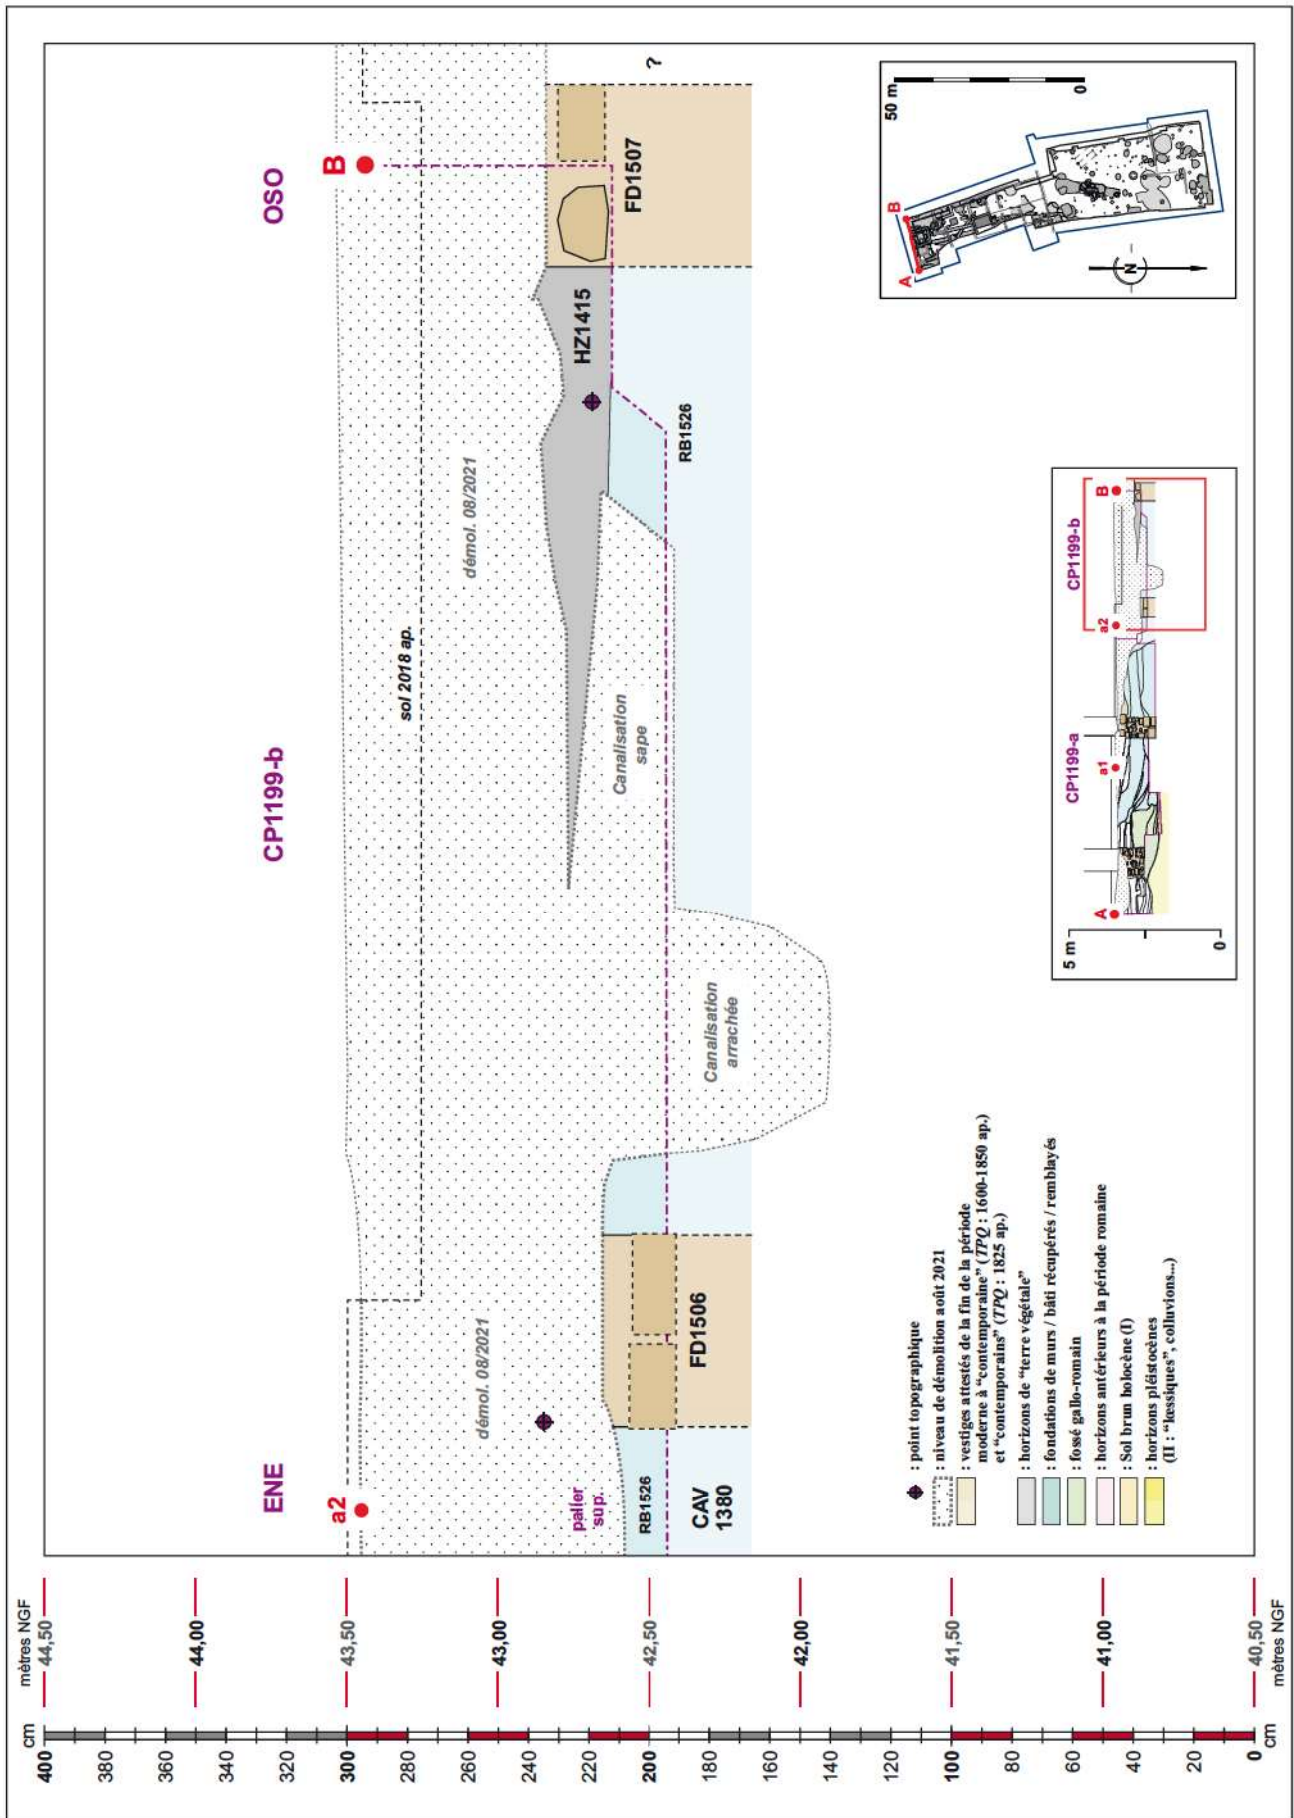 ENE
CP1199-b
OSO
a2
B
sol 2018 ap.
démol. 08/2021
démol. 08/2021
palier
sup.
RB1526
CAV
1380
FD1506
Canalisation
arrachée
Canalisation
sape
HZ1415
RB1526
FD1507
?
mètres NGF
44,50
44,00
43,50
43,00
42,50
42,00
41,50
41,00
40,50
mètres NGF
cm
400
380
360
340
320
300
280
260
240
220
200
180
160
140
120
100
80
60
40
20
0
cm
: point topographique
: niveau de démolition août 2021
: vestiges attestés de la fin de la période
moderne à “contemporaine” (TPQ : 1600-1850 ap.)
et “contemporains” (TPQ : 1825 ap.)
: horizons de “terre végétale”
: fondations de murs / bâti récupérés / remblayés
: fossé gallo-romain
: horizons antérieurs à la période romaine
: Sol brun holocène (I)
: horizons pléistocènes
(II : “kessiques”, colluvions...)
5 m
0
A
CP1199-a
a1
a2
CP1199-b
B
A
B
N
50 m
0